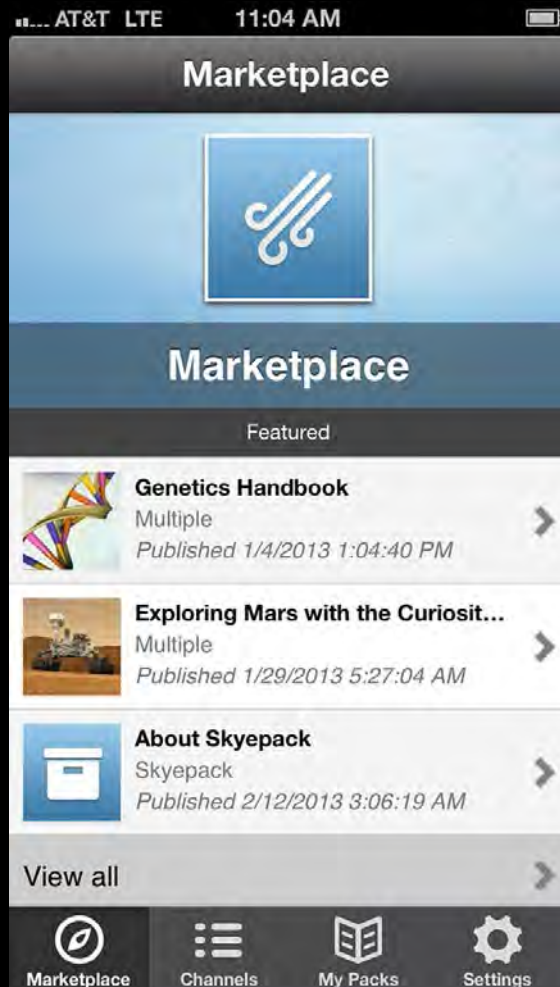 AT&T LTE 11:04 AM
Marketplace
Marketplace
Featured
Genetics Handbook
Multiple
Published 1/4/2013 1:04:40 PM
Exploring Mars with the Curiosit...
Multiple
Published 1/29/2013 5:27:04 AM
About Skyepack
Skyepack
Published 2/12/2013 3:06:19 AM
View all
Marketplace Channels My Packs Settings